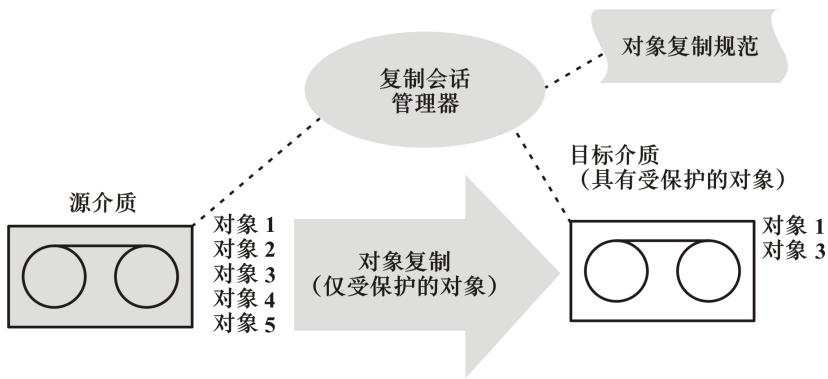 对象复制规范
复制会话
管理器
目标介质
（具有受保护的对象）
源介质
对象 1
对象 2
对象 3
对象 4
对象 5
对象复制
（仅受保护的对象）
对象 1
对象 3